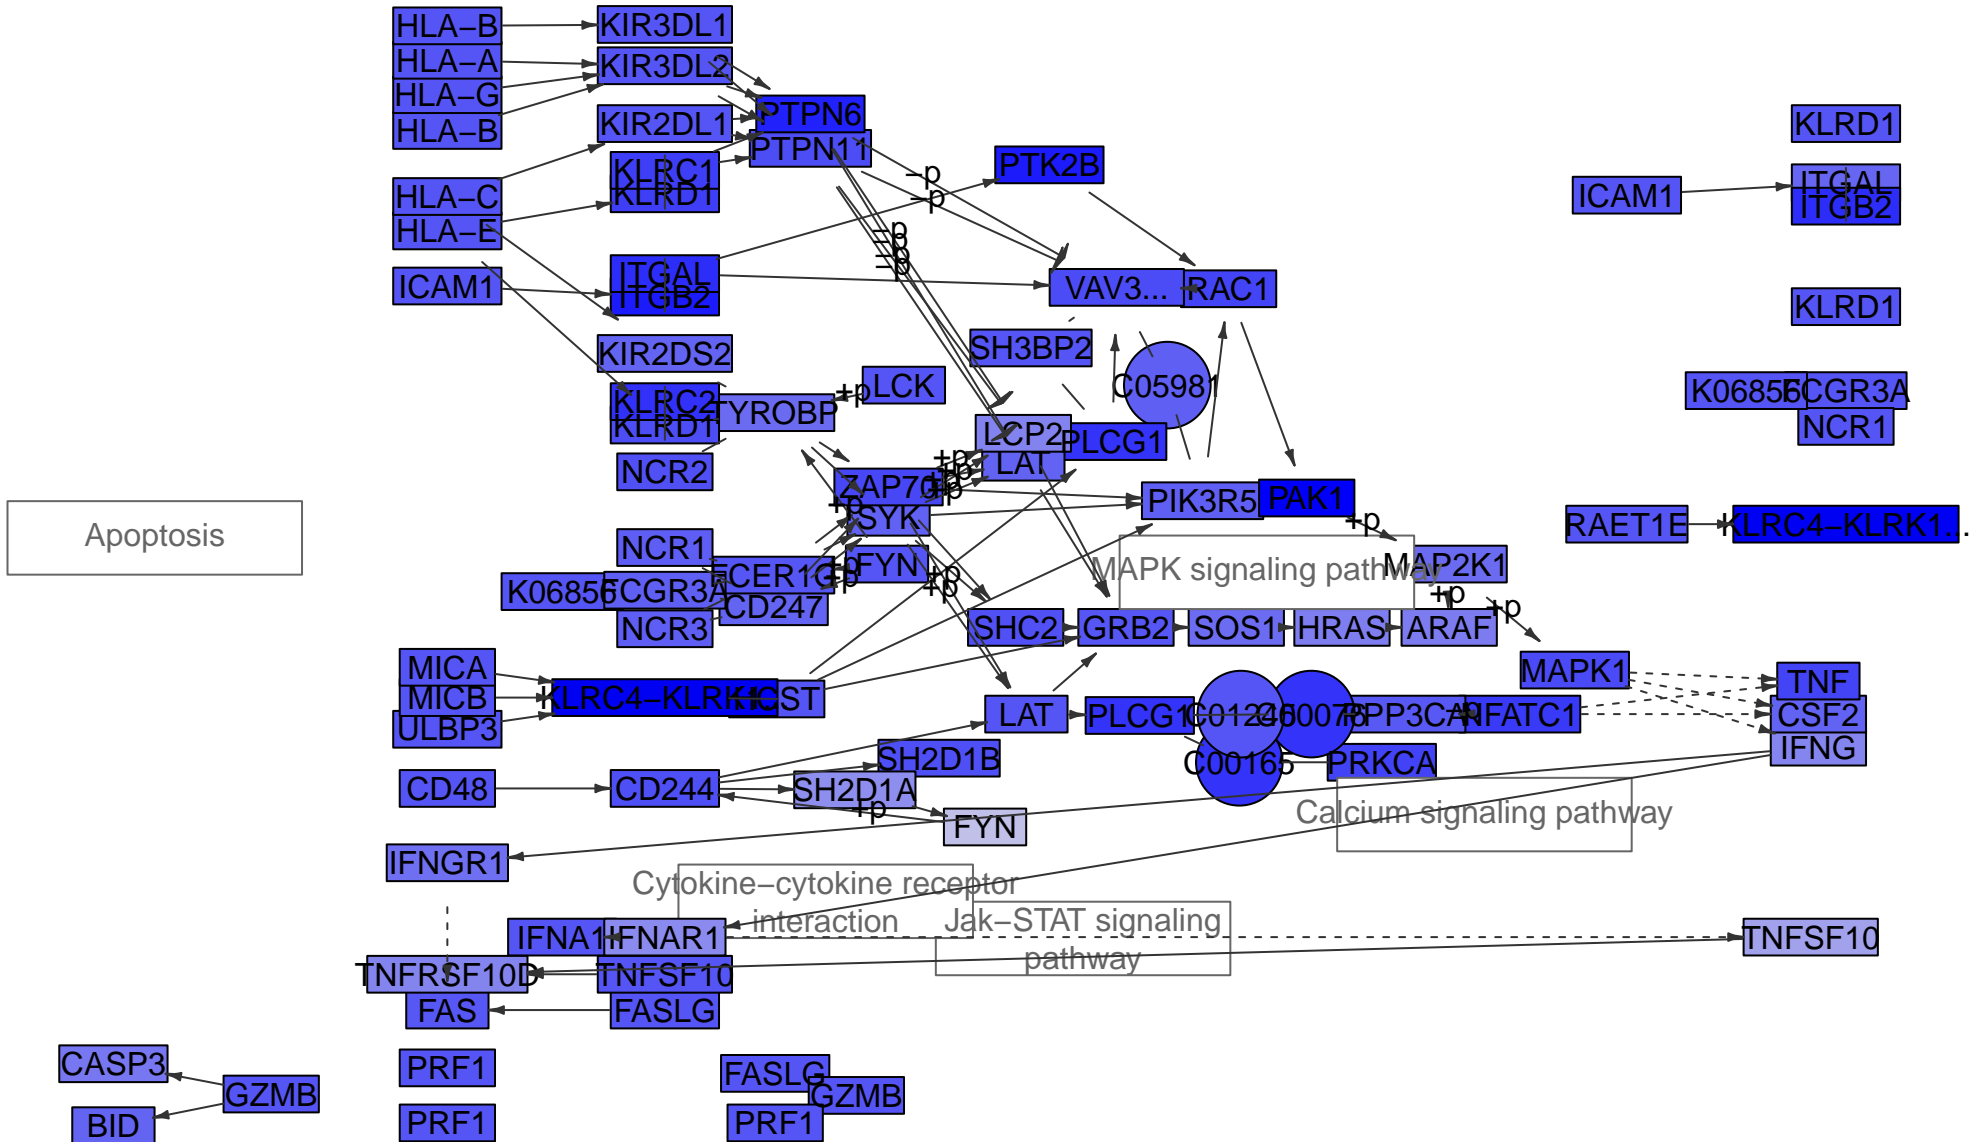 HLA−B
KIR3DL1
HLA−A
KIR3DL2
HLA−G
HLA−B
PTPN6
KIR2DL1
KLRD1
PTPN11
PTK2B
−p
KLRC1
KLRD1
HLA−C
−p
ICAM1
ITGAL
ITGB2
HLA−E
−p
−p
−p
−p
ITGAL
ITGB2
ICAM1
VAV3...
RAC1
KLRD1
KIR2DS2
SH3BP2
LCK
+p
C05981
KLRC2
KLRD1
TYROBP
K06856
FCGR3A
NCR1
LCP2
PLCG1
LAT
NCR2
+p
+p
+p
+p
ZAP70
SYK
+p
PIK3R5
PAK1
+p
RAET1E
KLRC4−KLRK1...
Apoptosis
NCR1
FCER1G
+p
+p
FYN
+p
+p
MAPK signaling pathway
MAP2K1
K06856
FCGR3A
CD247
+p
+p
NCR3
SHC2
GRB2
SOS1
HRAS
ARAF
MICA
MICB
ULBP3
KLRC4−KLRK1
HCST
MAPK1
TNF
CSF2
IFNG
LAT
PLCG1
C01245
C00076
PPP3CA
−p
NFATC1
C00165
PRKCA
SH2D1B
CD48
CD244
SH2D1A
+p
FYN
Calcium signaling pathway
IFNGR1
Cytokine−cytokine receptor
interaction
Jak−STAT signaling
pathway
IFNA1
IFNAR1
TNFSF10
TNFRSF10D
TNFSF10
FAS
FASLG
CASP3
GZMB
BID
PRF1
PRF1
FASLG
GZMB
PRF1